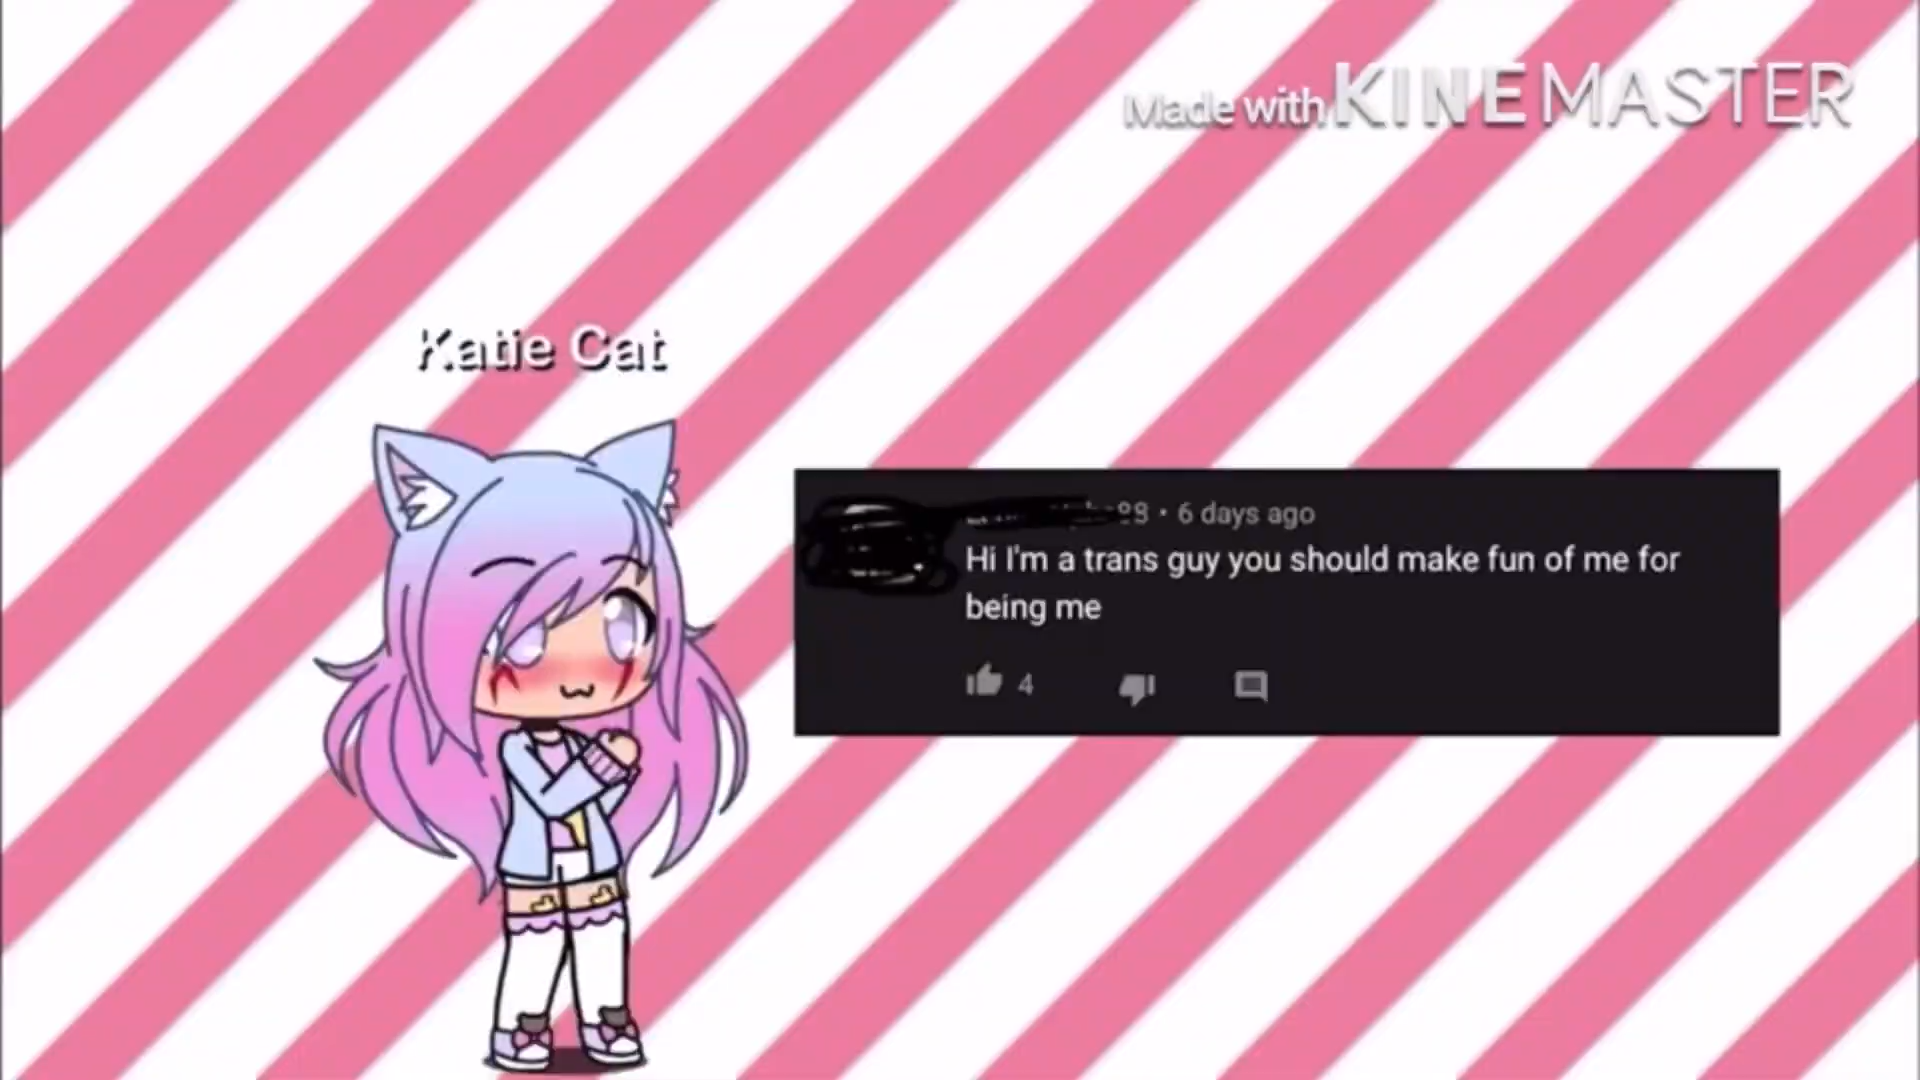 Made with KINEMASTER
Katie Cat
88 • 6 days ago
Hi I'm a trans guy you should make fun of me for
being me
4